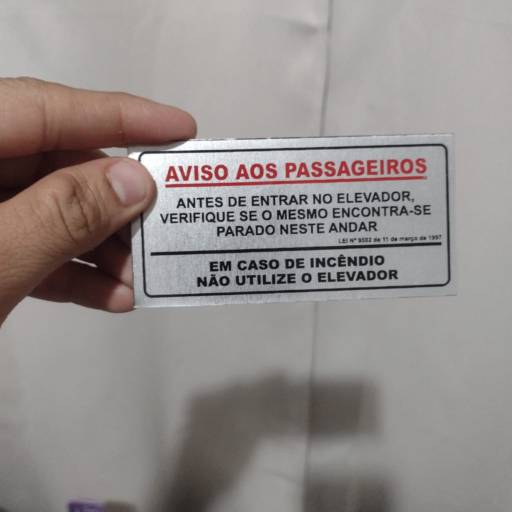 AVISO AOS PASSAGEIROS
ANTES DE ENTRAR NO ELEVADOR,
VERIFIQUE SE O MESMO ENCONTRA-SE
PARADO NESTE ANDAR
LEI Nº 9502 de 11 de março de 1997
EM CASO DE INCÊNDIO
NÃO UTILIZE O ELEVADOR